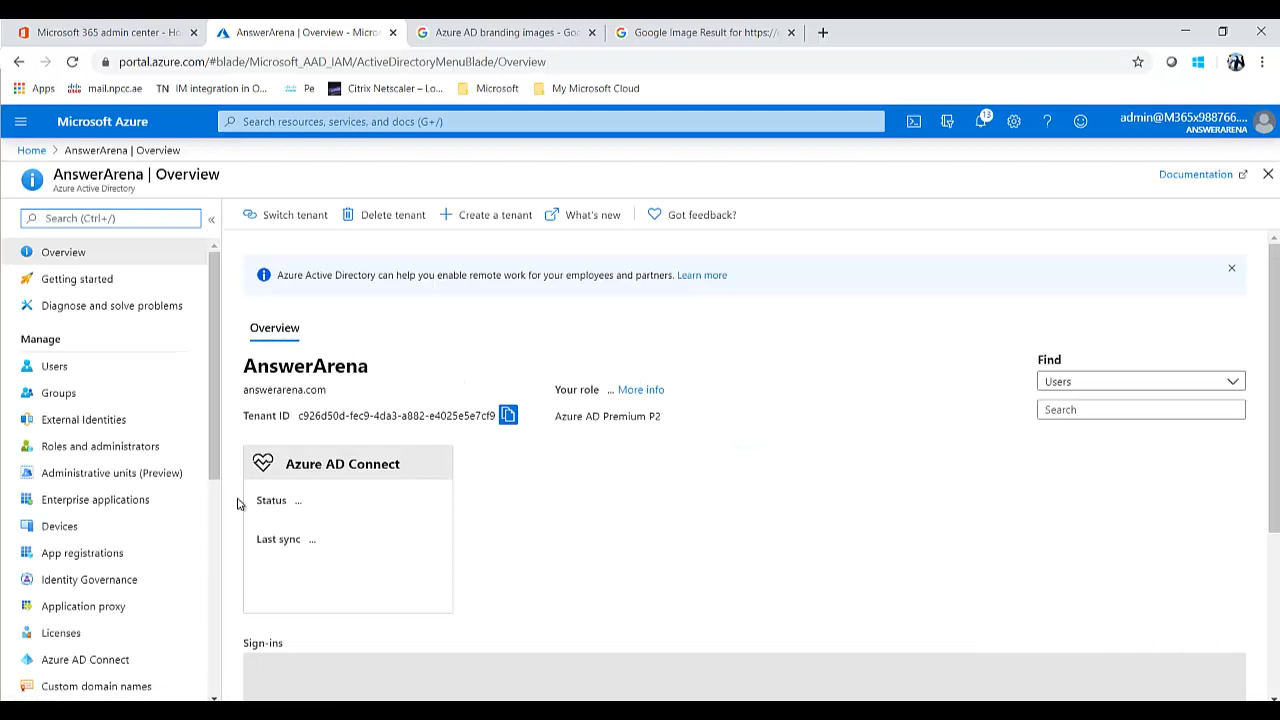 Microsoft 365 admin center - Ho
AnswerArena | Overview - Micros
Azure AD branding images - Goo
Google Image Result for https://
portal.azure.com/#blade/Microsoft_AAD_IAM/ActiveDirectoryMenuBlade/Overview
Apps
mail.npcc.ae
TN IM integration in O...
Pe
Citrix Netscaler – Lo...
Microsoft
My Microsoft Cloud
Microsoft Azure
Search resources, services, and docs (G+/)
13
admin@M365x988766....
ANSWERARENA
Home > AnswerArena | Overview
AnswerArena | Overview
Azure Active Directory
Documentation
Search (Ctrl+/)
Switch tenant
Delete tenant
Create a tenant
What's new
Got feedback?
Overview
Getting started
Diagnose and solve problems
Manage
Users
Groups
External Identities
Roles and administrators
Administrative units (Preview)
Enterprise applications
Devices
App registrations
Identity Governance
Application proxy
Licenses
Azure AD Connect
Custom domain names
Azure Active Directory can help you enable remote work for your employees and partners. Learn more
Overview
AnswerArena
answerarena.com
Your role ... More info
Tenant ID c926d50d-fec9-4da3-a882-e4025e5e7cf9
Azure AD Premium P2
Find
Users
Search
Azure AD Connect
Status ...
Last sync ...
Sign-ins